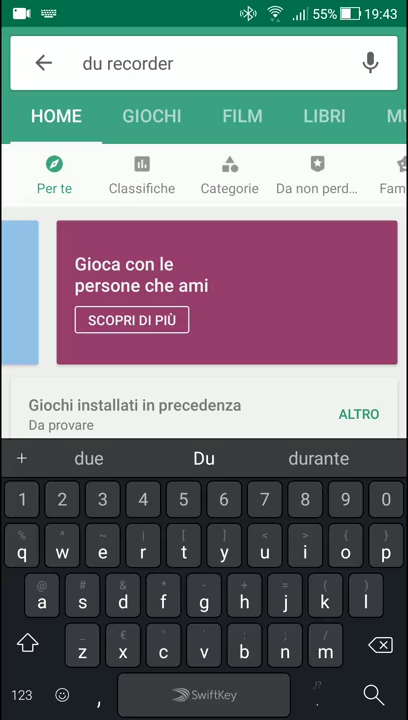 55% 19:43
du recorder
HOME GIOCHI FILM LIBRI MU
Per te Classifiche Categorie Da non perd... Fam
Gioca con le
persone che ami
SCOPRI DI PIÙ
Giochi installati in precedenza
Da provare
ALTRO
+ due Du durante
1 2 3 4 5 6 7 8 9 0
% ^ ~ | [ ] < > { }
q w e r t y u i o p
@ # & * - + = ( )
a s d f g h j k l
_ € " ' : ; /
z x c v b n m
123 , SwiftKey .
,!?